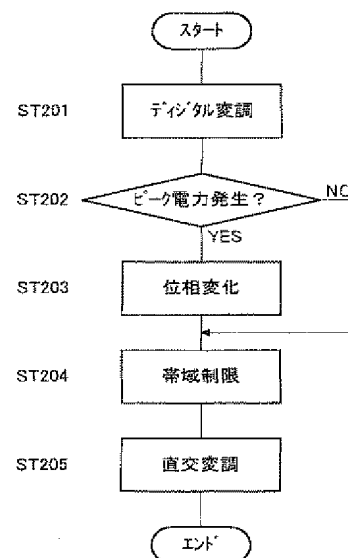 スタート
ST201 ディジタル変調
ST202 ピーク電力発生？ NO
YES
ST203 位相変化
ST204 帯域制限
ST205 直交変調
エンド